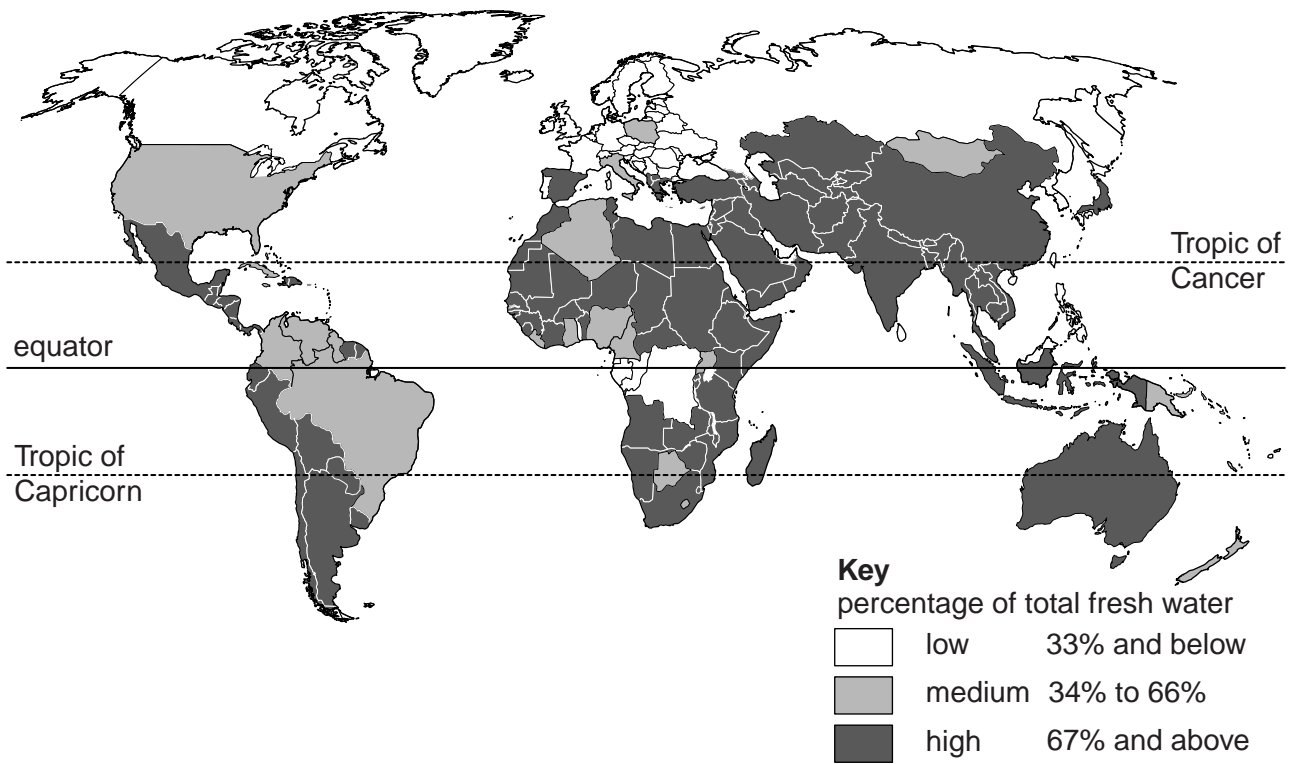 Tropic of
Cancer
equator
Tropic of
Capricorn
Key
percentage of total fresh water
low 33% and below
medium 34% to 66%
high 67% and above